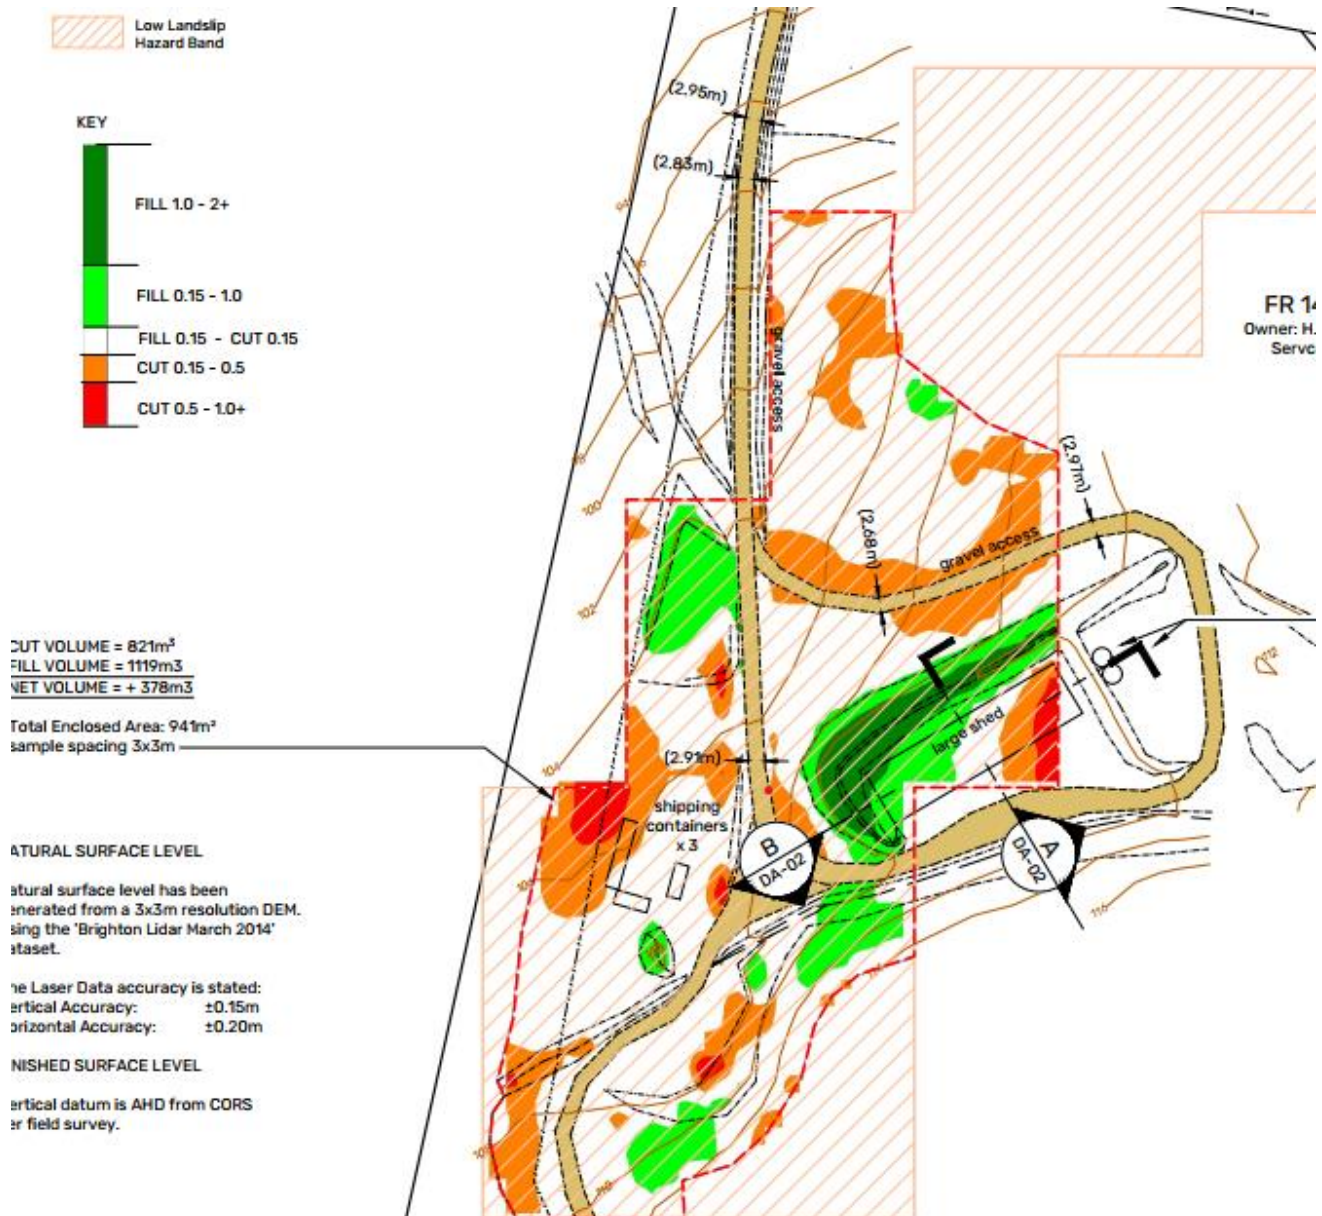 Low Landslip
Hazard Band
KEY
FILL 1.0 - 2+
FILL 0.15 - 1.0
FILL 0.15 - CUT 0.15
CUT 0.15 - 0.5
CUT 0.5 - 1.0+
(2.95m)
(2.83m)
94
gravel access
FR 14
Owner: H.
Servc
98
100
(2.97m)
(2.68m)
gravel access
102
112
CUT VOLUME = 821m³
FILL VOLUME = 1119m3
NET VOLUME = + 378m3
Total Enclosed Area: 941m²
sample spacing 3x3m
large shed
104
(2.91m)
shipping
containers
x 3
B
DA-02
A
DA-02
116
ATURAL SURFACE LEVEL
atural surface level has been
enerated from a 3x3m resolution DEM.
sing the 'Brighton Lidar March 2014'
ataset.
he Laser Data accuracy is stated:
ertical Accuracy: ±0.15m
orizontal Accuracy: ±0.20m
NISHED SURFACE LEVEL
ertical datum is AHD from CORS
er field survey.
110